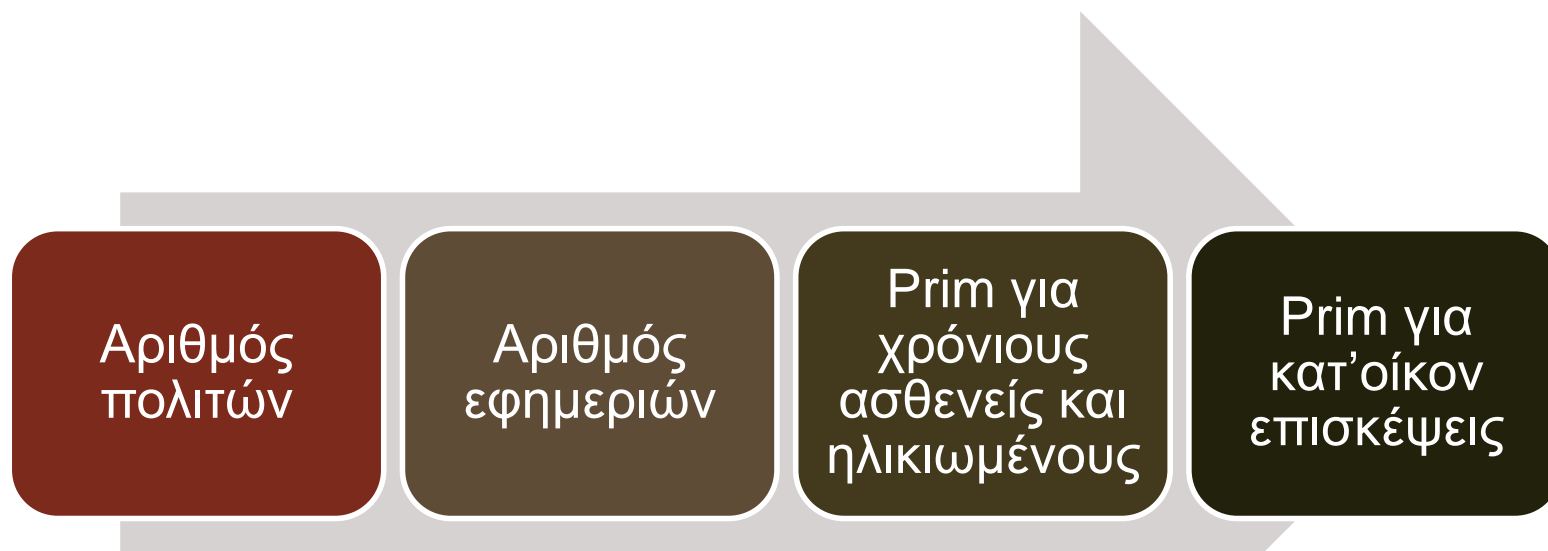 Αριθμός
πολιτών
Αριθμός
εφημεριών
Prim για
χρόνιους
ασθενείς και
ηλικιωμένους
Prim για
κατ’οίκον
επισκέψεις